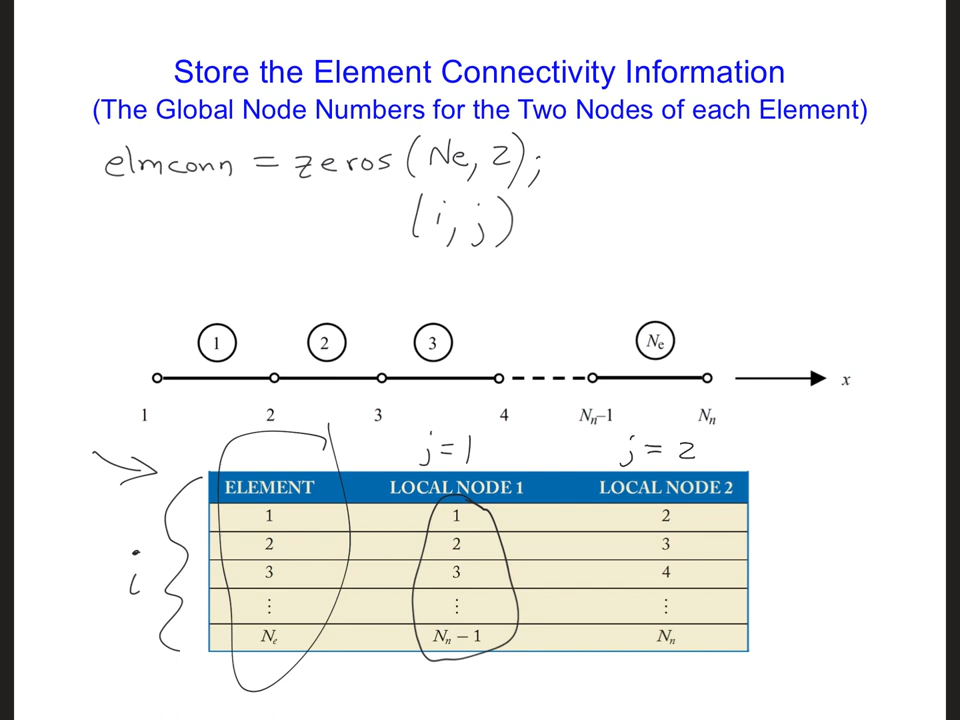 Store the Element Connectivity Information
(The Global Node Numbers for the Two Nodes of each Element)
elmconn = zeros (Ne, 2);
(i, j)
1 2 3 Ne
x
1 2 3 4 Nn–1 Nn
j = 1 j = 2
ELEMENT LOCAL NODE 1 LOCAL NODE 2
1 1 2
2 2 3
3 3 4
⋮ ⋮ ⋮
Ne Nn − 1 Nn
i